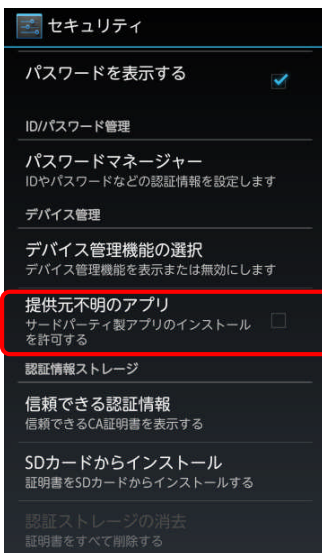 セキュリティ
パスワードを表示する
ID/パスワード管理
パスワードマネージャー
IDやパスワードなどの認証情報を設定します
デバイス管理
デバイス管理機能の選択
デバイス管理機能を表示または無効にします
提供元不明のアプリ
サードパーティ製アプリのインストール
を許可する
認証情報ストレージ
信頼できる認証情報
信頼できるCA証明書を表示する
SDカードからインストール
証明書をSDカードからインストールする
認証ストレージの消去
証明書をすべて削除する